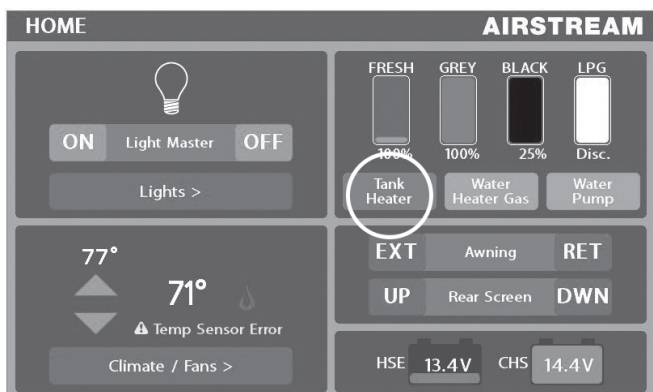 HOME
AIRSTREAM
ON Light Master OFF
Lights >
FRESH GREY BLACK LPG
100% 100% 25% Disc.
Tank Heater
Water Heater Gas
Water Pump
77°
71°
Temp Sensor Error
Climate / Fans >
EXT Awning RET
UP Rear Screen DWN
HSE 13.4V CHS 14.4V